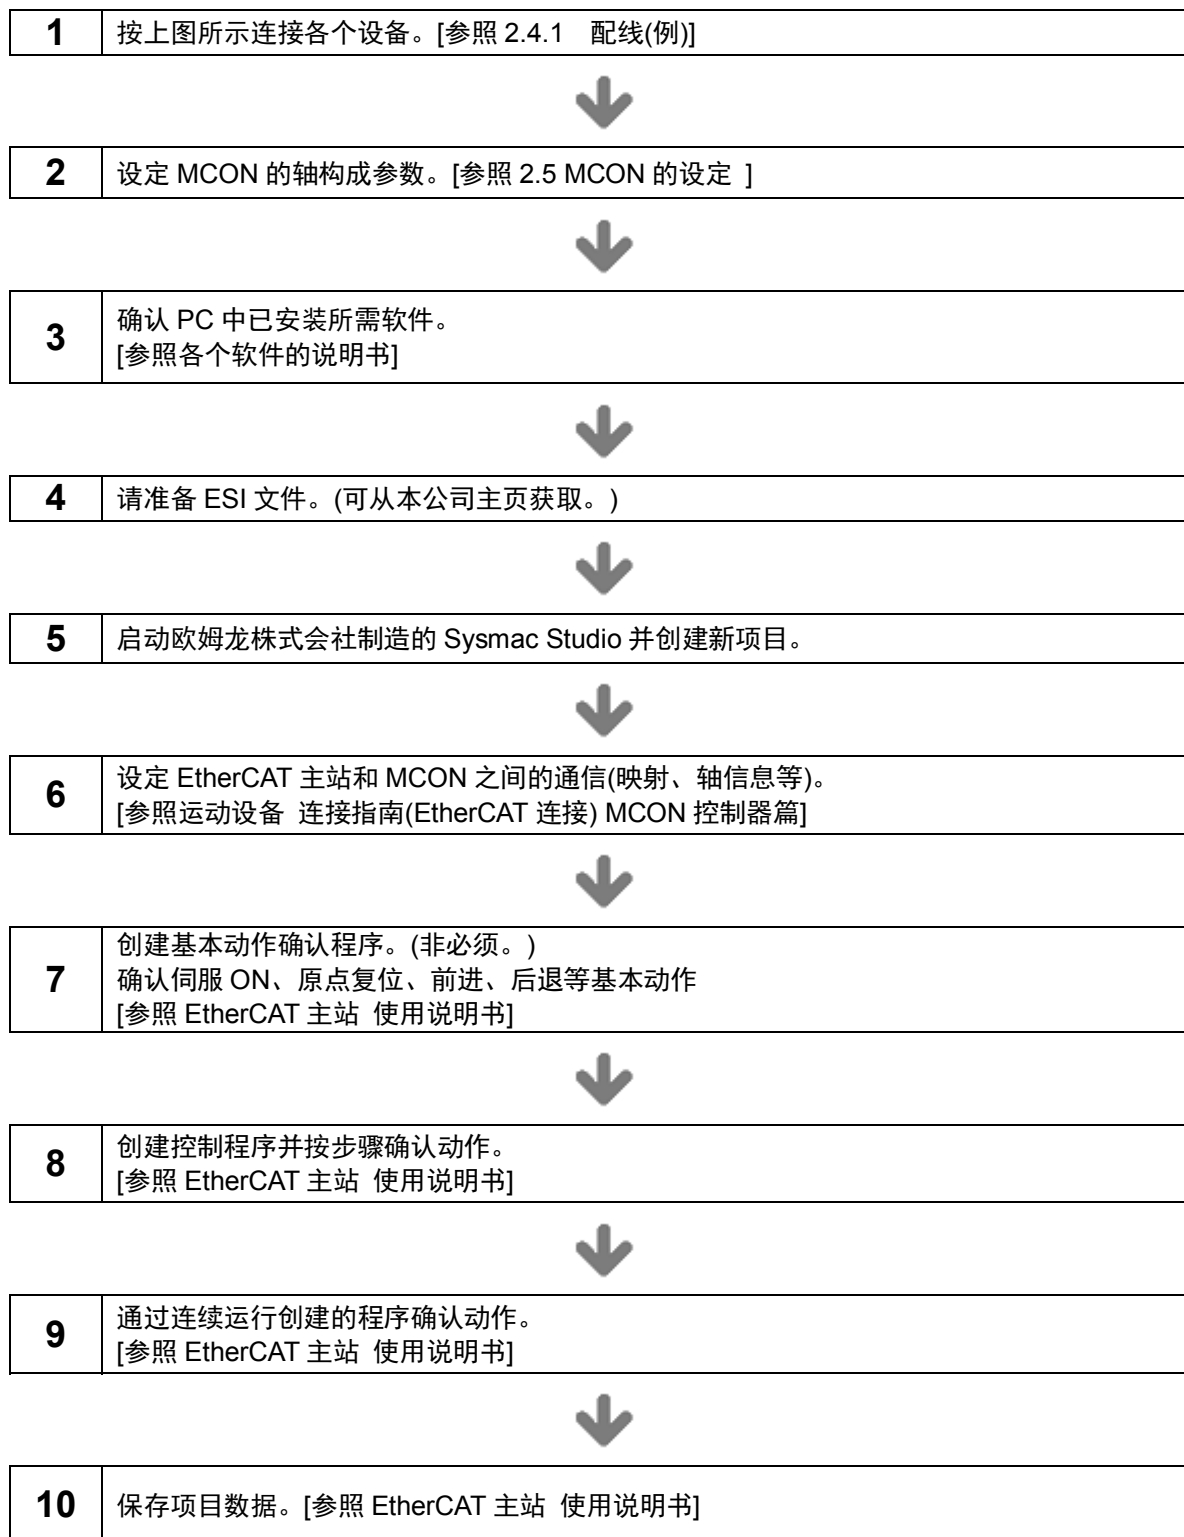 1 按上图所示连接各个设备。[参照 2.4.1　配线(例)]
2 设定 MCON 的轴构成参数。[参照 2.5 MCON 的设定 ]
3 确认 PC 中已安装所需软件。
[参照各个软件的说明书]
4 请准备 ESI 文件。(可从本公司主页获取。)
5 启动欧姆龙株式会社制造的 Sysmac Studio 并创建新项目。
6 设定 EtherCAT 主站和 MCON 之间的通信(映射、轴信息等)。
[参照运动设备 连接指南(EtherCAT 连接) MCON 控制器篇]
7 创建基本动作确认程序。(非必须。)
确认伺服 ON、原点复位、前进、后退等基本动作
[参照 EtherCAT 主站 使用说明书]
8 创建控制程序并按步骤确认动作。
[参照 EtherCAT 主站 使用说明书]
9 通过连续运行创建的程序确认动作。
[参照 EtherCAT 主站 使用说明书]
10 保存项目数据。[参照 EtherCAT 主站 使用说明书]